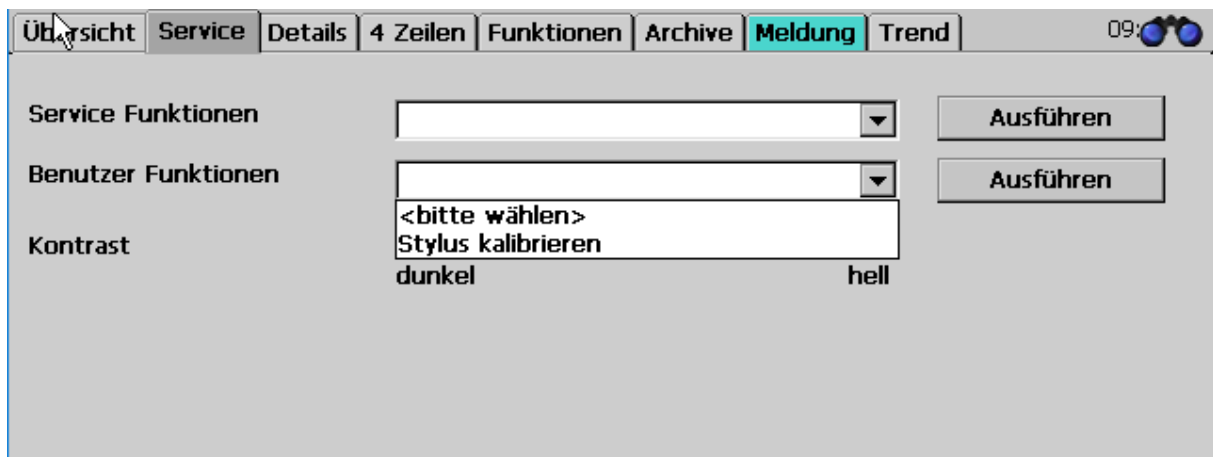 Übersicht Service Details 4 Zeilen Funktionen Archive Meldung Trend 09:
Service Funktionen Ausführen
Benutzer Funktionen Ausführen
<bitte wählen>
Stylus kalibrieren
Kontrast
dunkel hell